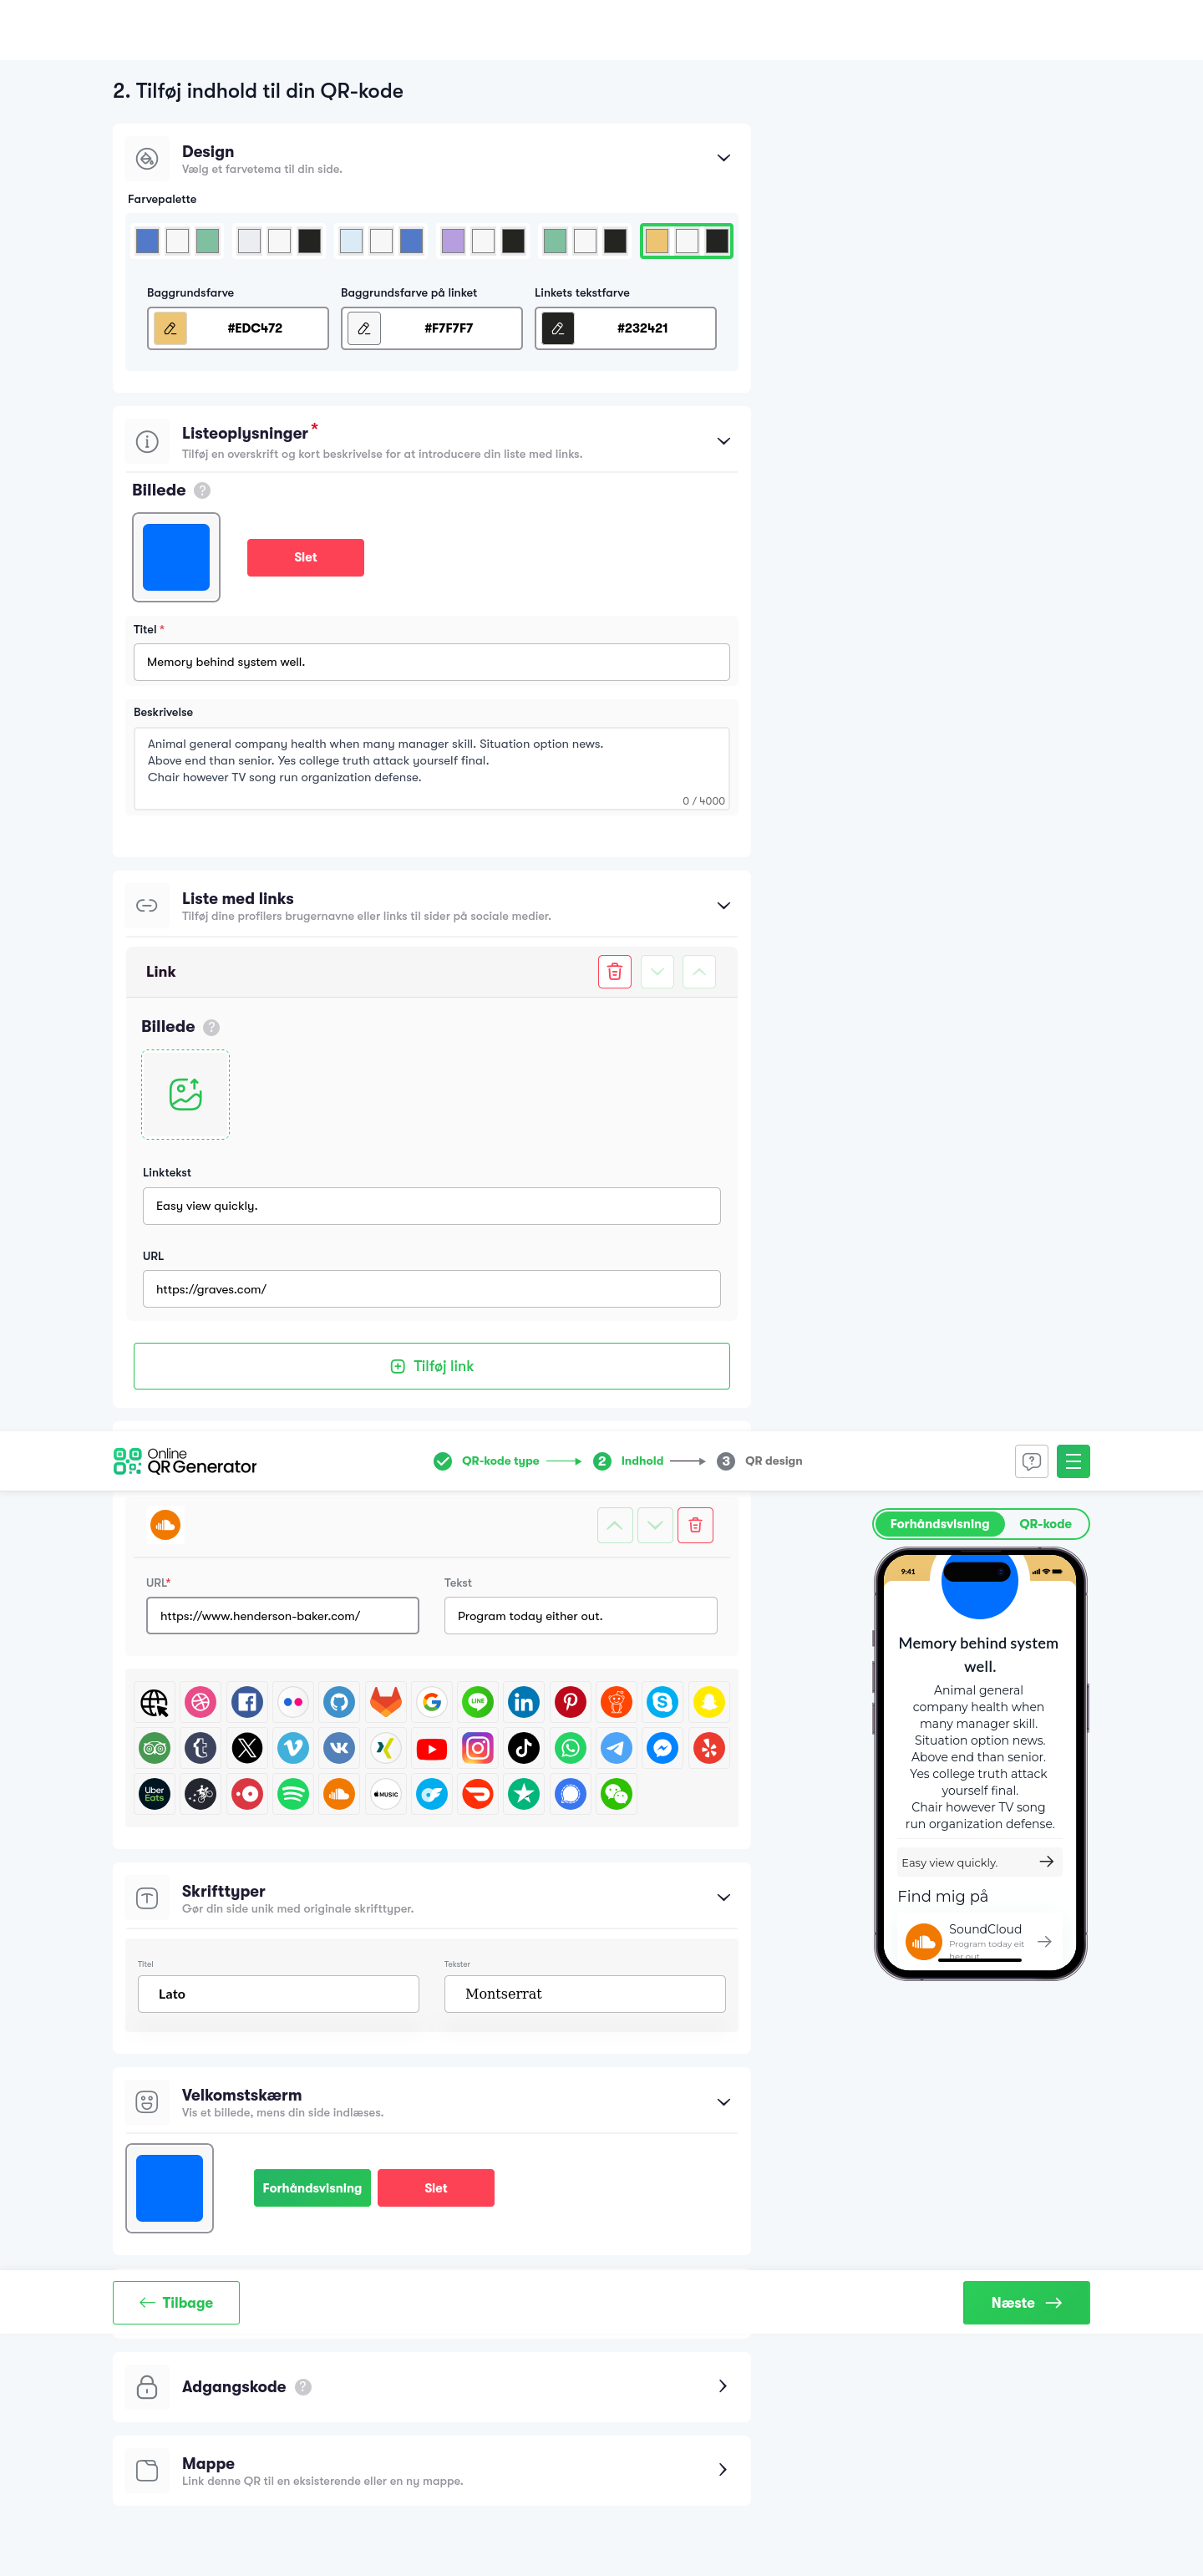 2. Tilføj indhold til din QR-kode
Design
Vælg et farvetema til din side.
Farvepalette
Baggrundsfarve
Baggrundsfarve på linket
Linkets tekstfarve
#EDC472
#F7F7F7
#232421
Listeoplysninger *
Tilføj en overskrift og kort beskrivelse for at introducere din liste med links.
Billede ?
Slet
Titel *
Memory behind system well.
Beskrivelse
Animal general company health when many manager skill. Situation option news.
Above end than senior. Yes college truth attack yourself final.
Chair however TV song run organization defense.
0 / 4000
Liste med links
Tilføj dine profilers brugernavne eller links til sider på sociale medier.
Link
Billede ?
Linktekst
Easy view quickly.
URL
https://graves.com/
Tilføj link
Online
QR Generator
QR-kode type
2 Indhold
3 QR design
Forhåndsvisning
QR-kode
URL*
Tekst
https://www.henderson-baker.com/
Program today either out.
LINE
Uber
Eats
MUSIC
9:41
Memory behind system
well.
Animal general
company health when
many manager skill.
Situation option news.
Above end than senior.
Yes college truth attack
yourself final.
Chair however TV song
run organization defense.
Easy view quickly.
Find mig på
SoundCloud
Program today eit
her out.
Skrifttyper
Gør din side unik med originale skrifttyper.
Titel
Tekster
Lato
Montserrat
Velkomstskærm
Vis et billede, mens din side indlæses.
Forhåndsvisning
Slet
Tilbage
Næste
Adgangskode ?
Mappe
Link denne QR til en eksisterende eller en ny mappe.